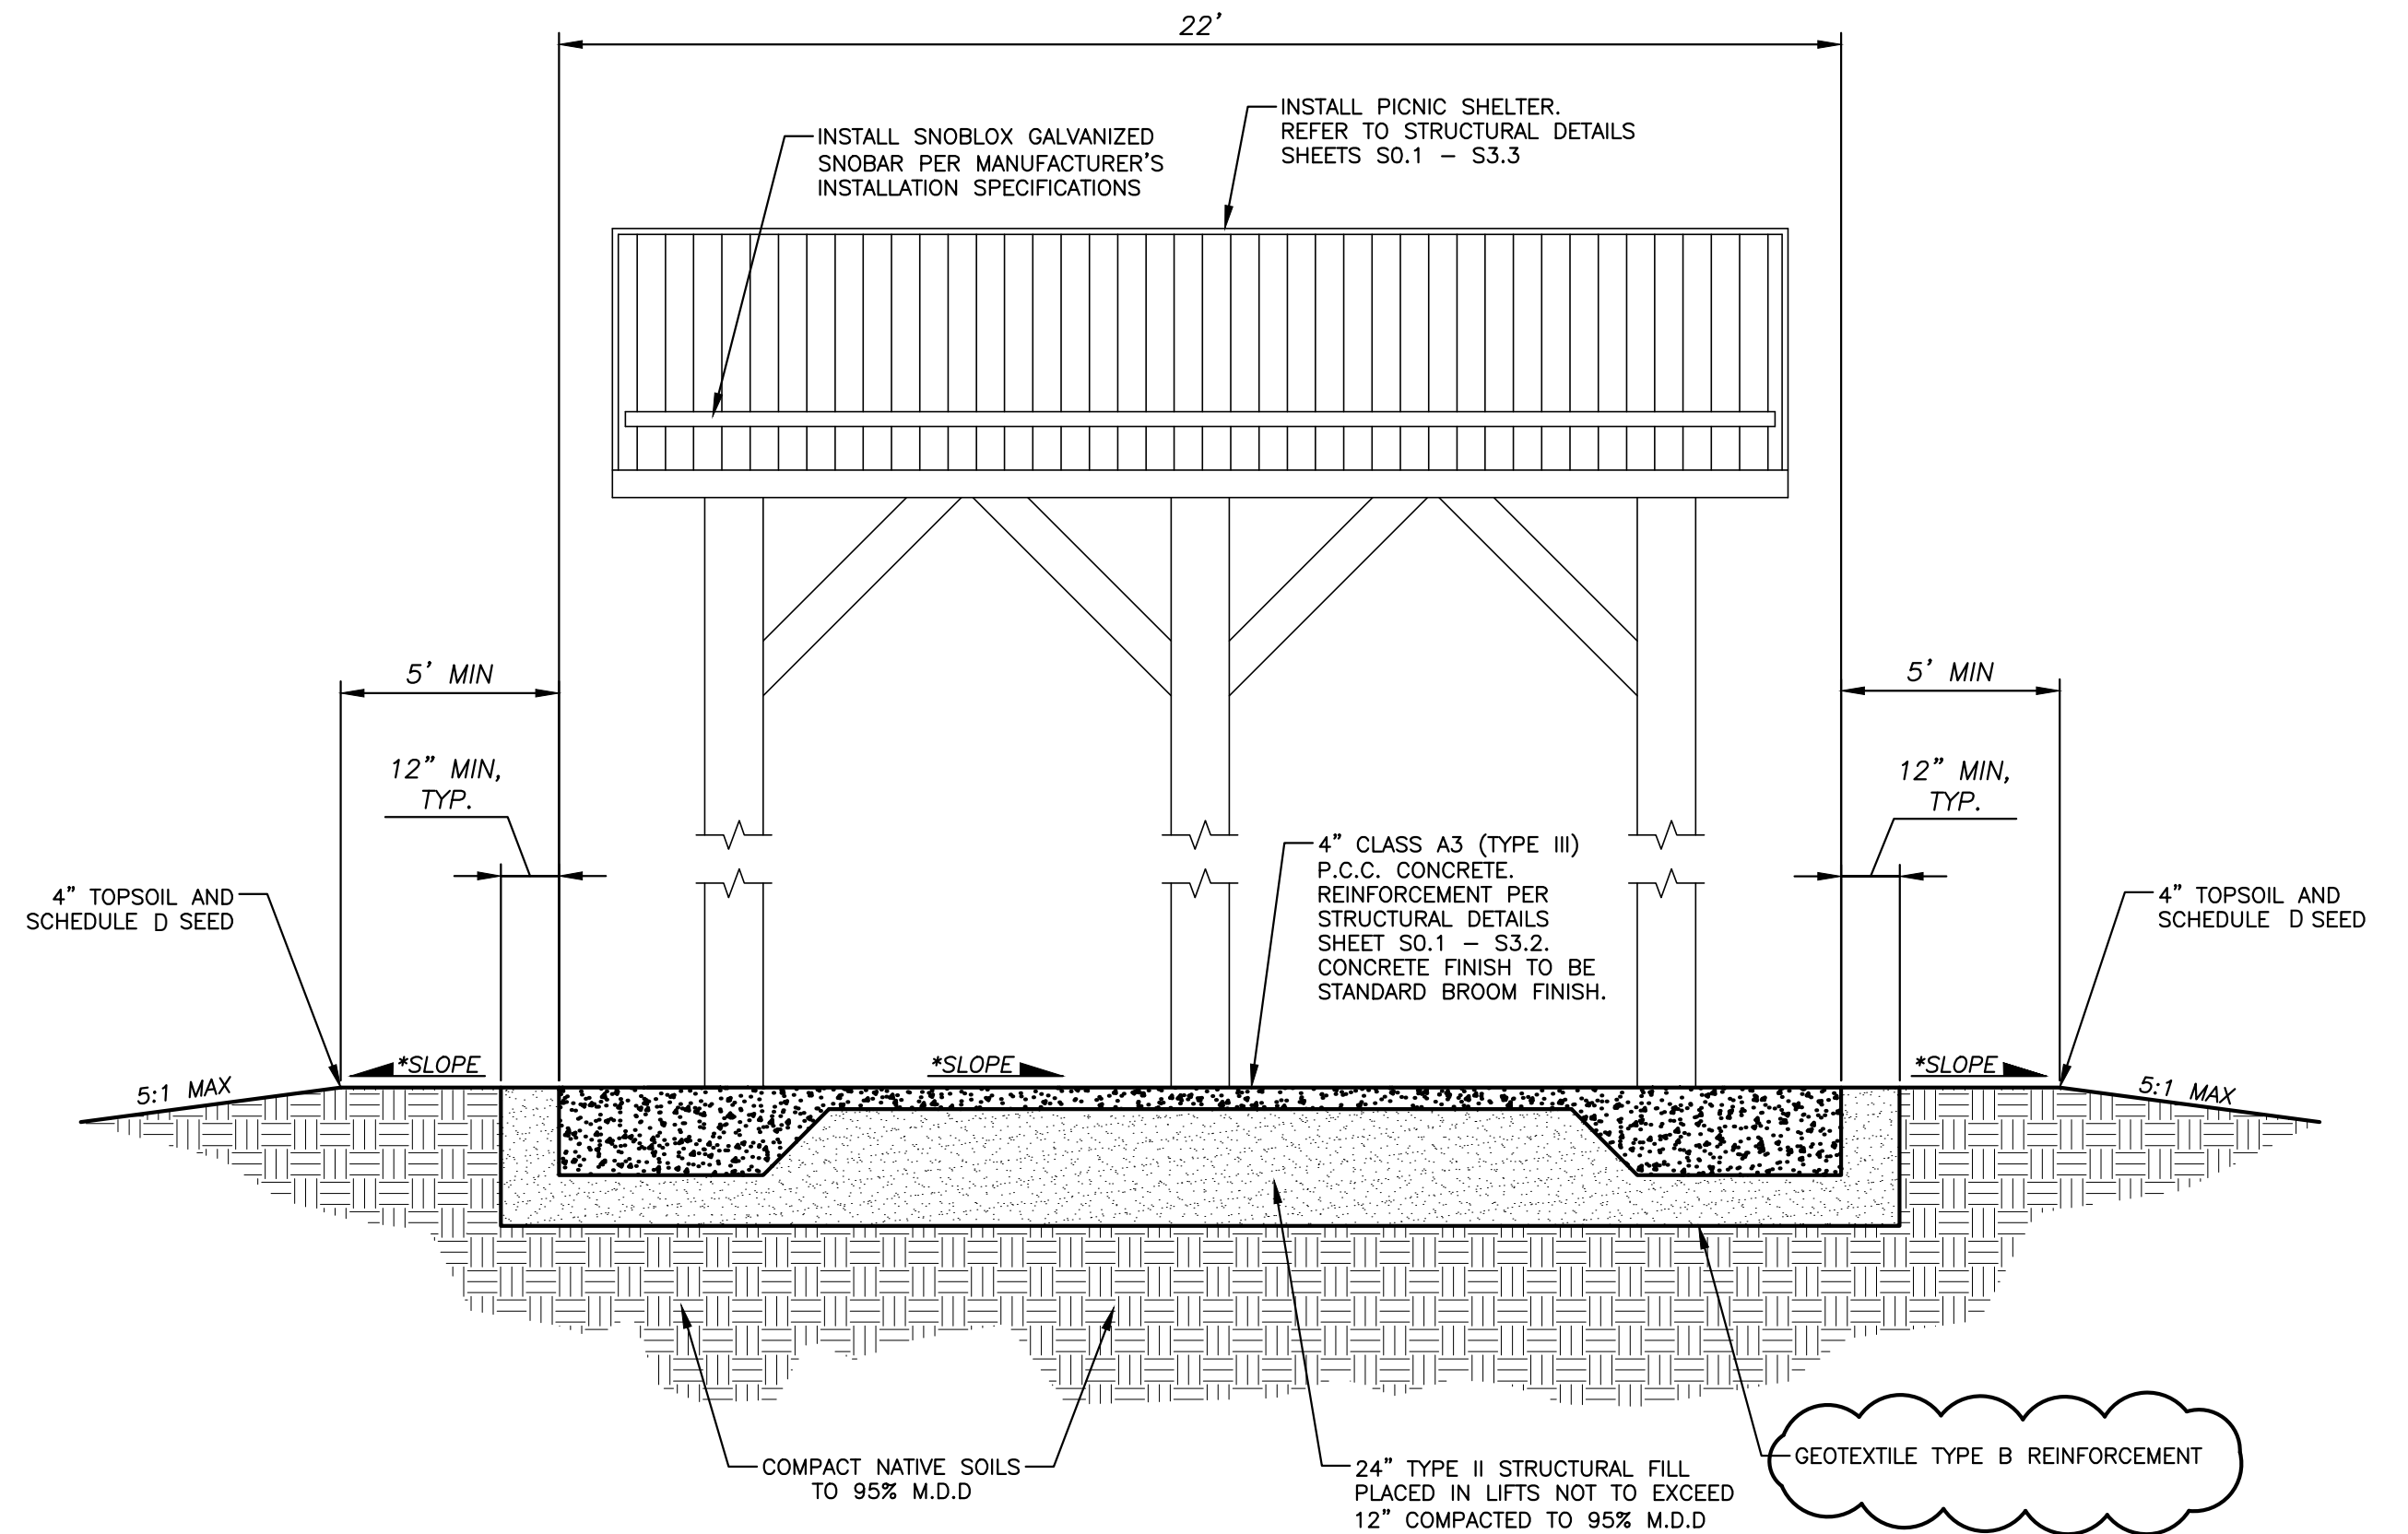 22'
INSTALL PICNIC SHELTER.
REFER TO STRUCTURAL DETAILS
SHEETS S0.1 – S3.3
INSTALL SNOBLOX GALVANIZED
SNOBAR PER MANUFACTURER'S
INSTALLATION SPECIFICATIONS
5' MIN
5' MIN
12" MIN,
TYP.
12" MIN,
TYP.
4" CLASS A3 (TYPE III)
P.C.C. CONCRETE.
REINFORCEMENT PER
STRUCTURAL DETAILS
SHEET S0.1 – S3.2.
CONCRETE FINISH TO BE
STANDARD BROOM FINISH.
4" TOPSOIL AND
SCHEDULE D SEED
4" TOPSOIL AND
SCHEDULE D SEED
5:1 MAX
*SLOPE
*SLOPE
*SLOPE
5:1 MAX
COMPACT NATIVE SOILS
TO 95% M.D.D
24" TYPE II STRUCTURAL FILL
PLACED IN LIFTS NOT TO EXCEED
12" COMPACTED TO 95% M.D.D
GEOTEXTILE TYPE B REINFORCEMENT